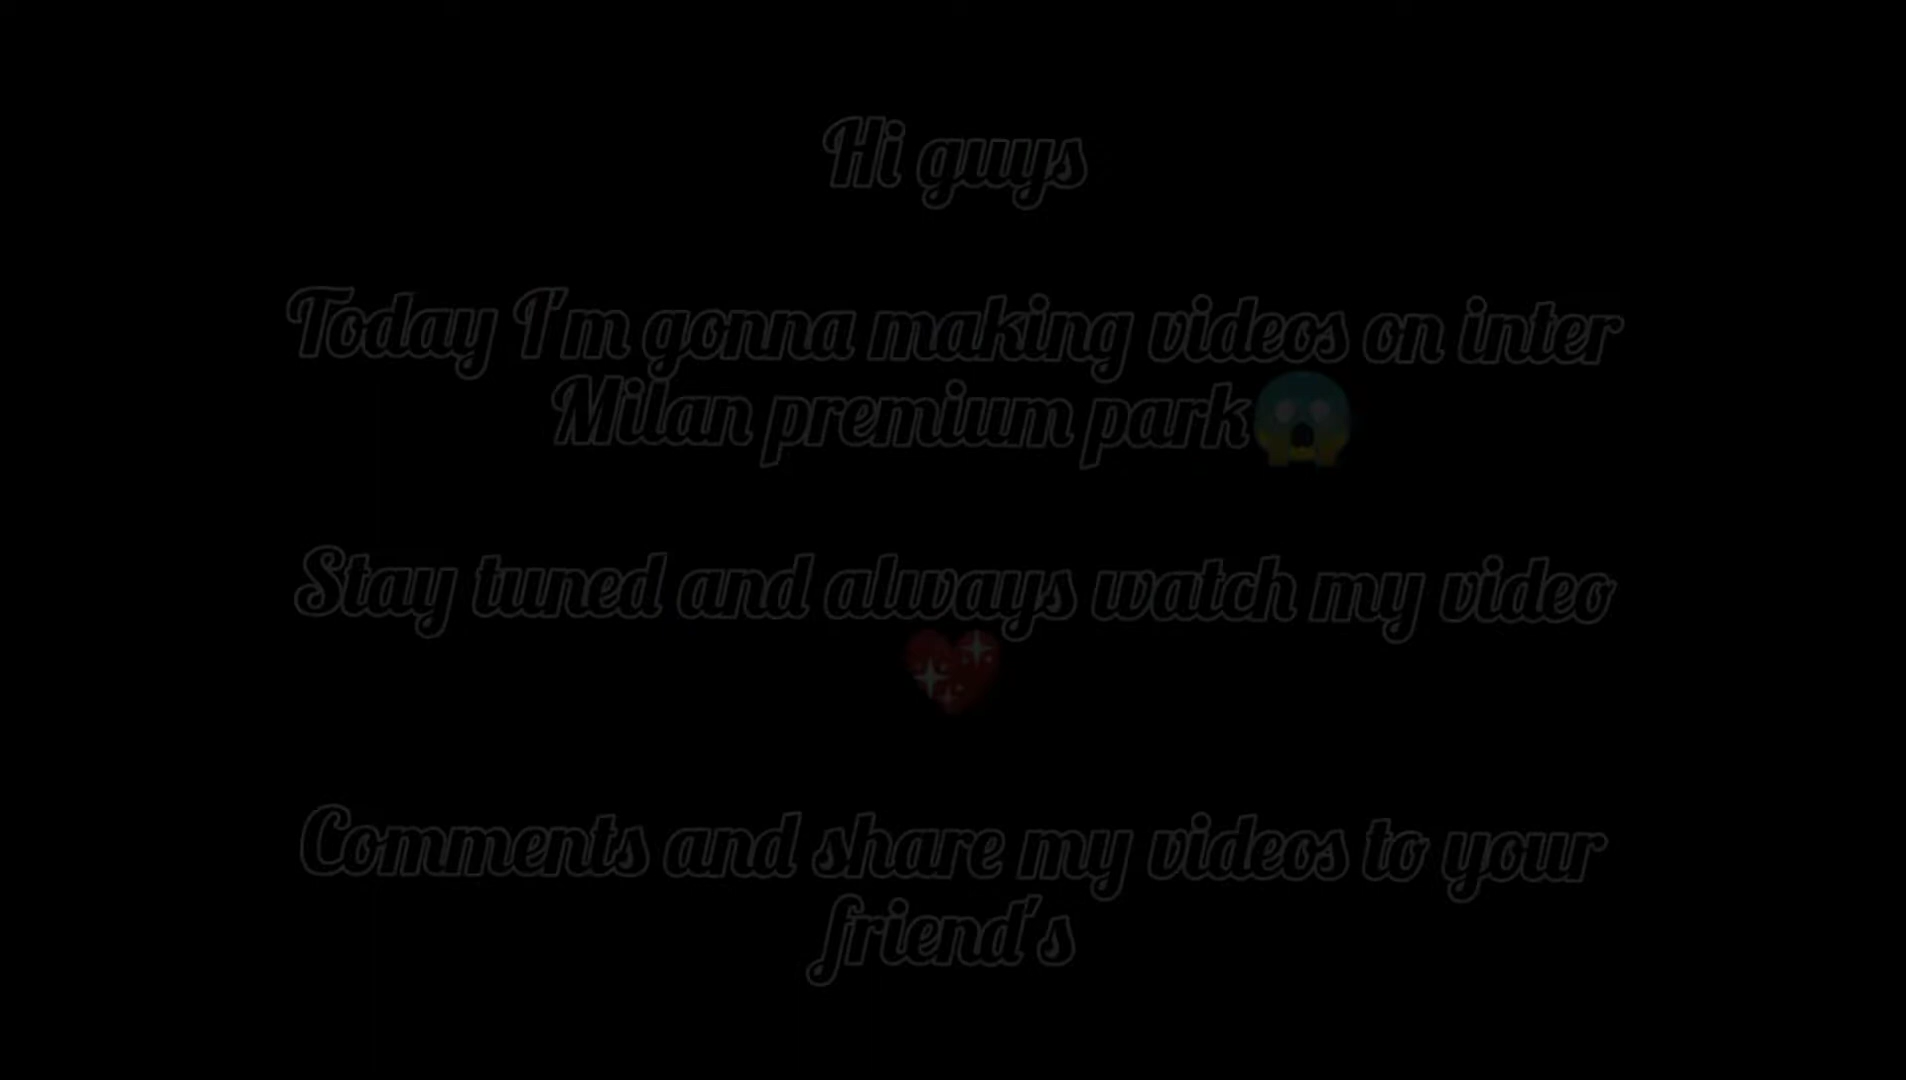 Hi guys
Today I'm gonna making videos on inter
Milan premium park😱
Stay tuned and always watch my video
💖
Comments and share my videos to your
friend's